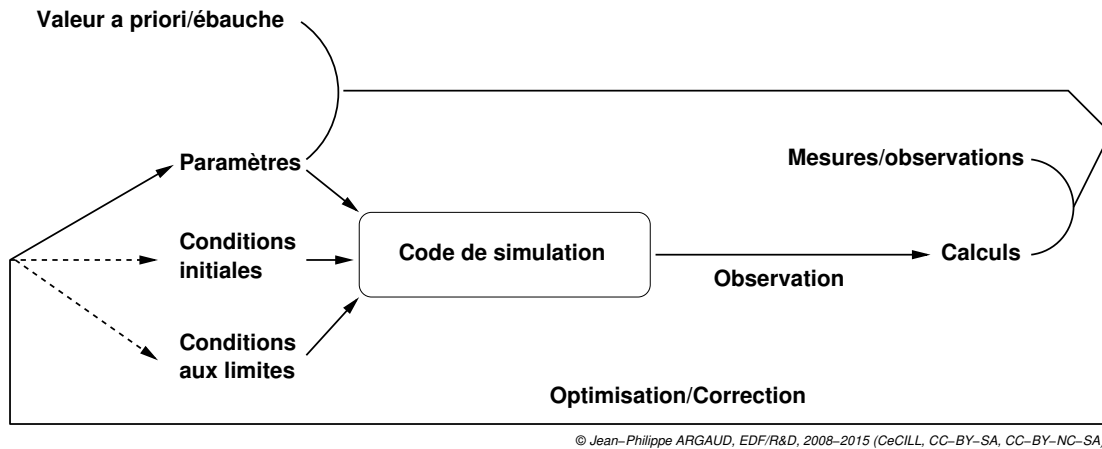 Valeur a priori/ébauche
Paramètres
Mesures/observations
Conditions
initiales
Code de simulation
Calculs
Observation
Conditions
aux limites
Optimisation/Correction
© Jean–Philippe ARGAUD, EDF/R&D, 2008–2015 (CeCILL, CC–BY–SA, CC–BY–NC–SA)